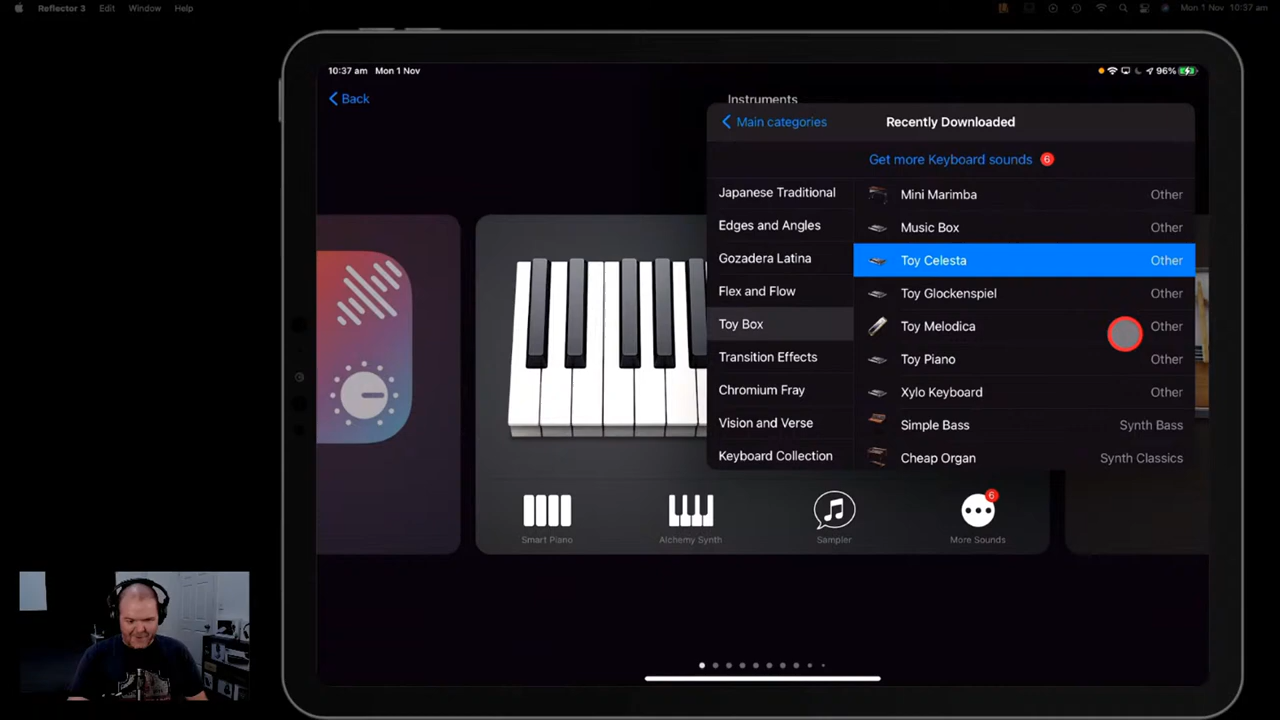 Reflector 3 Edit Window Help
Mon 1 Nov 10:37 am
10:37 am Mon 1 Nov
96%
Back
Instruments
Main categories
Recently Downloaded
Get more Keyboard sounds 6
Japanese Traditional
Edges and Angles
Gozadera Latina
Flex and Flow
Toy Box
Transition Effects
Chromium Fray
Vision and Verse
Keyboard Collection
Mini Marimba Other
Music Box Other
Toy Celesta Other
Toy Glockenspiel Other
Toy Melodica Other
Toy Piano Other
Xylo Keyboard Other
Simple Bass Synth Bass
Cheap Organ Synth Classics
Smart Piano
Alchemy Synth
Sampler
6
More Sounds